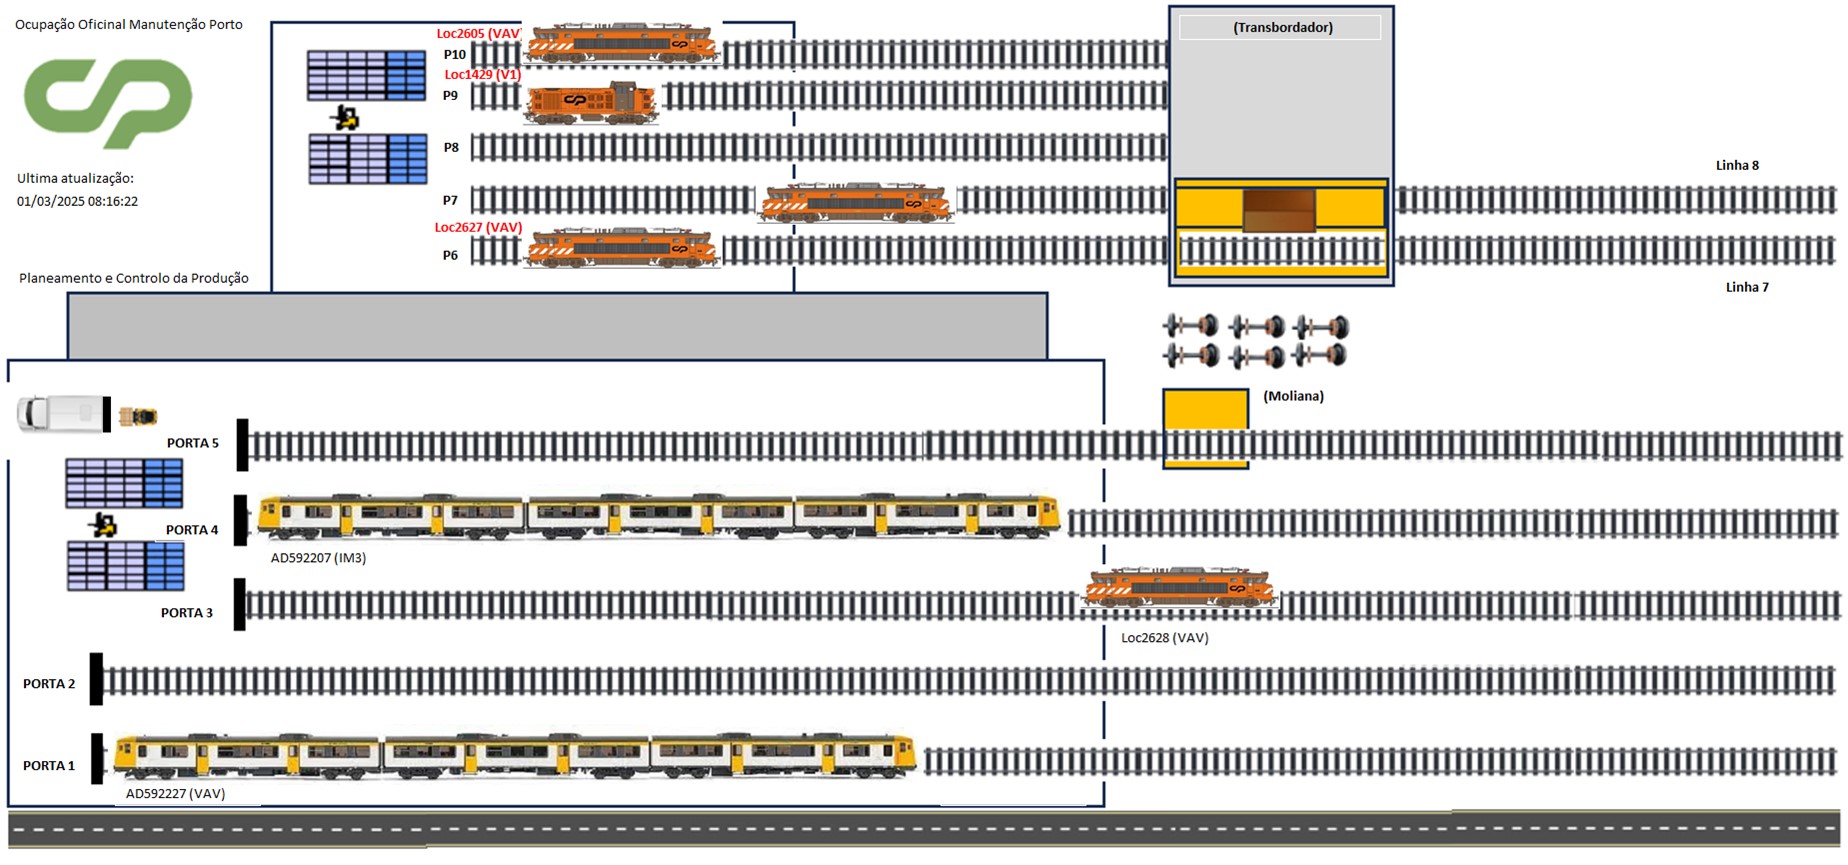 Ocupação Oficinal Manutenção Porto
Ultima atualização:
01/03/2025 08:16:22
Planeamento e Controlo da Produção
Loc2605 (VAV)
P10
Loc1429 (V1)
P9
P8
P7
Loc2627 (VAV)
P6
(Transbordador)
Linha 8
Linha 7
(Moliana)
PORTA 5
PORTA 4
AD592207 (IM3)
PORTA 3
Loc2628 (VAV)
PORTA 2
PORTA 1
AD592227 (VAV)